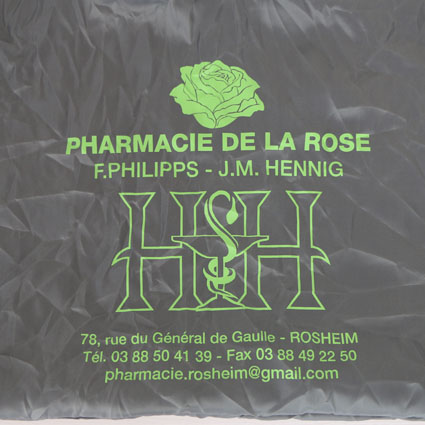 PHARMACIE DE LA ROSE
F.PHILIPPS - J.M. HENNIG
HH
78, rue du Général de Gaulle - ROSHEIM
Tél. 03 88 50 41 39 - Fax 03 88 49 22 50
pharmacie.rosheim@gmail.com